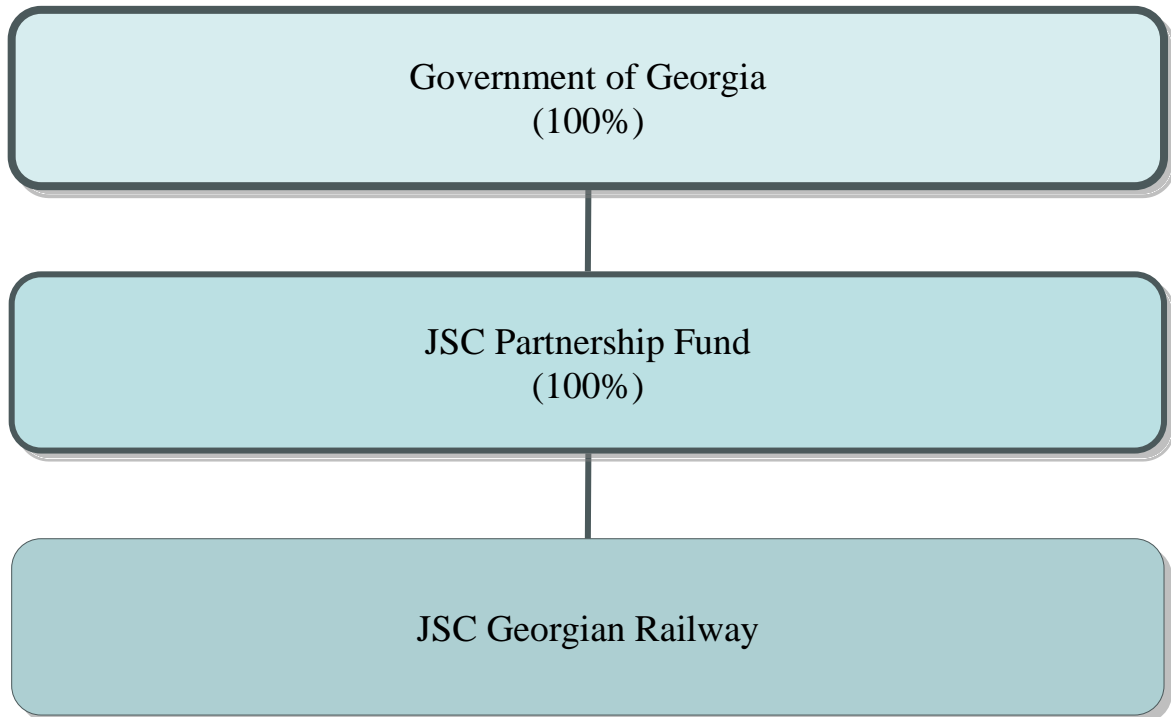 Government of Georgia
(100%)
JSC Partnership Fund
(100%)
JSC Georgian Railway